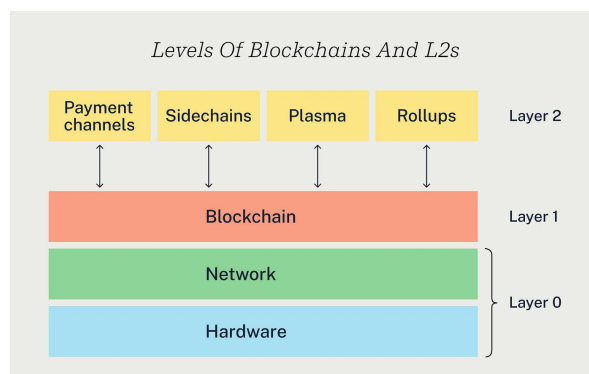 Levels Of Blockchains And L2s
Payment
channels
Sidechains
Plasma
Rollups
Layer 2
Blockchain
Layer 1
Network
Hardware
Layer 0